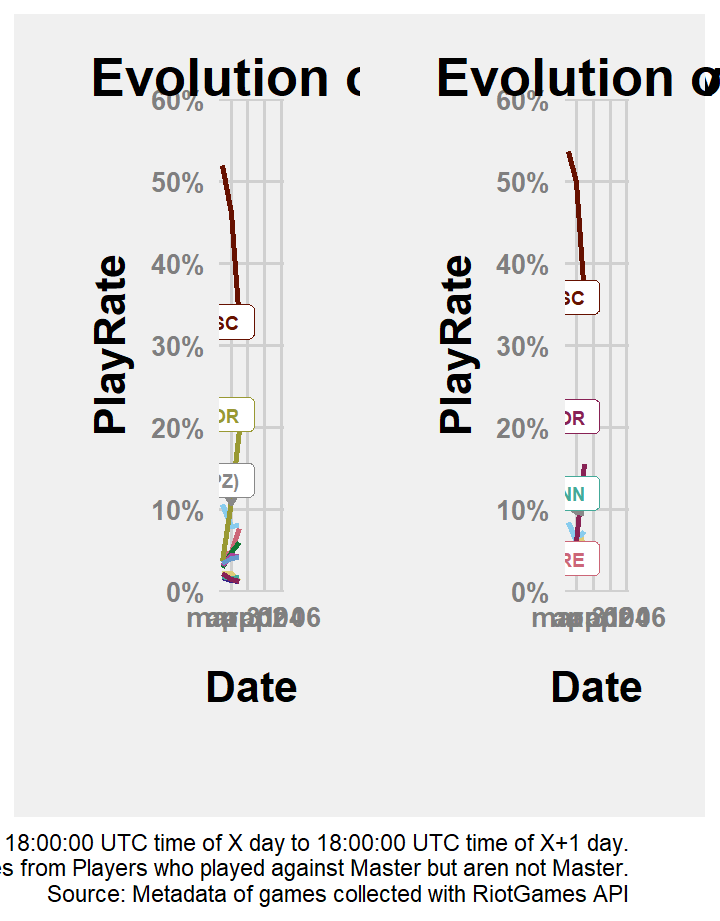 Evolution o
60%
50%
40%
30%
20%
10%
0%
PlayRate
SC
OR
PZ)
Date
Evolution o
60%
50%
40%
30%
20%
10%
0%
PlayRate
SC
OR
NN
RE
Date
18:00:00 UTC time of X day to 18:00:00 UTC time of X+1 day.
es from Players who played against Master but aren not Master.
Source: Metadata of games collected with RiotGames API